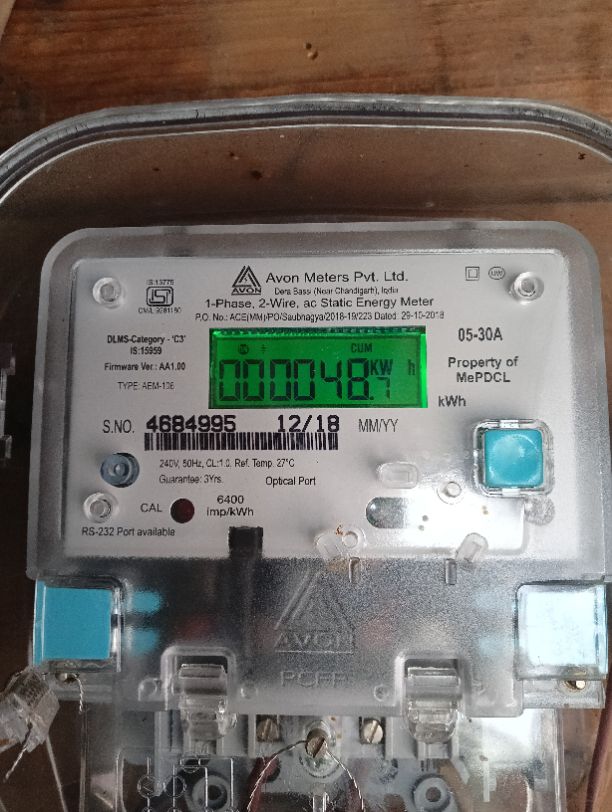 AVON
Avon Meters Pvt. Ltd.
Dera Bassi (Near Chandigarh), India
1-Phase, 2-Wire, ac Static Energy Meter
P.O. No.: ACE(MM)/PO/Saubhagya/2018-19/223 Dated: 29-10-2018
IS:13779
DLMS-Category - 'C3'
IS:15959
Firmware Ver.: AA1.00
CUM
000048.7 KW h
05-30A
Property of
MePDCL
kWh
S.NO. 4684995 12/18 MM/YY
240V, 50Hz, CL:1.0, Ref. Temp. 27°C
Guarantee: 3Yrs. Optical Port
CAL 6400
imp/kWh
RS-232 Port available
AVON